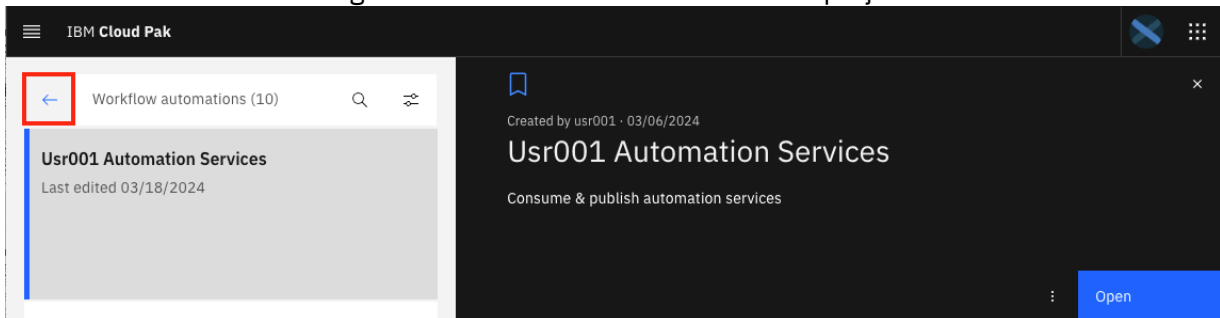 IBM Cloud Pak
Workflow automations (10)
Usr001 Automation Services
Last edited 03/18/2024
Created by usr001 · 03/06/2024
Usr001 Automation Services
Consume & publish automation services
Open